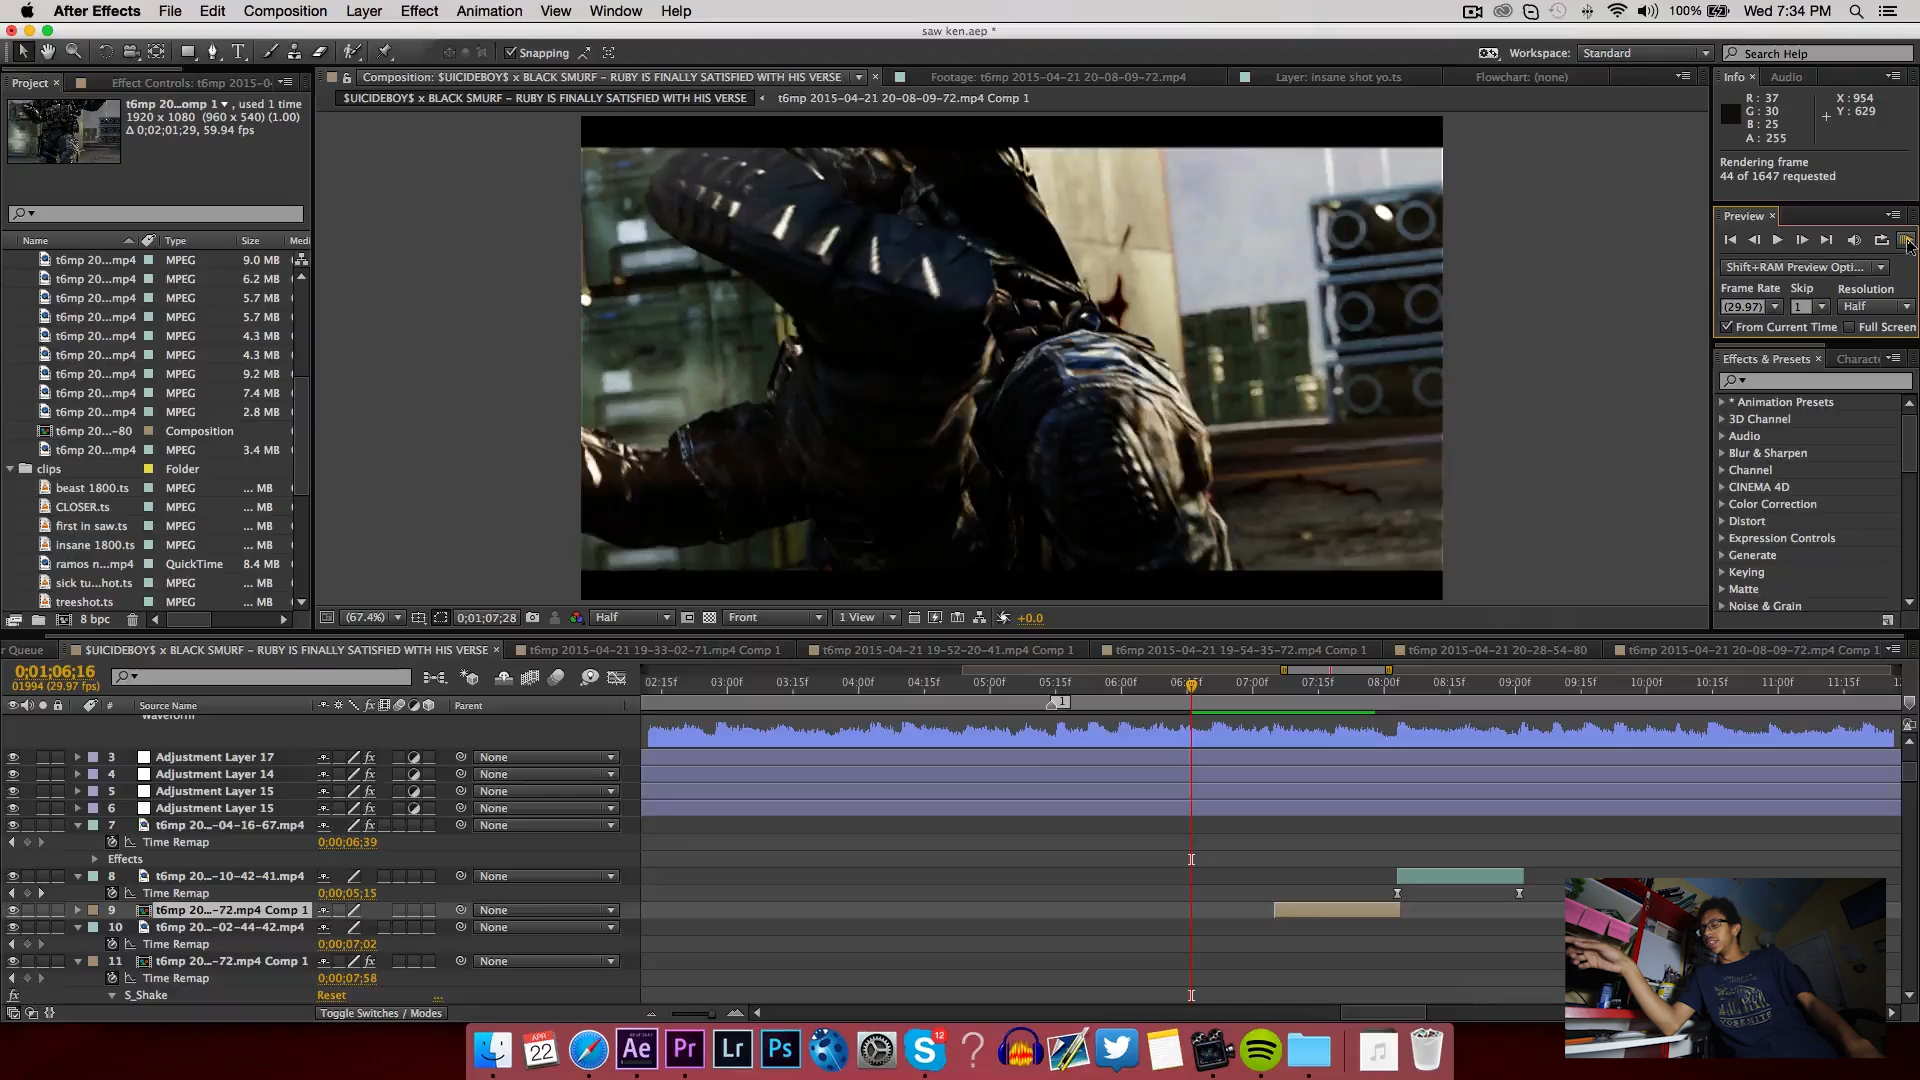 After Effects File Edit Composition Layer Effect Animation View Window Help
100% Wed 7:34 PM
saw ken.aep *
Snapping
Workspace: Standard
Search Help
Project Effect Controls: t6mp 2015-0
Composition: $UICIDEBOY$ x BLACK SMURF – RUBY IS FINALLY SATISFIED WITH HIS VERSE
Footage: t6mp 2015-04-21 20-08-09-72.mp4
Layer: insane shot yo.ts
Flowchart: (none)
Info Audio
$UICIDEBOY$ x BLACK SMURF – RUBY IS FINALLY SATISFIED WITH HIS VERSE
t6mp 2015-04-21 20-08-09-72.mp4 Comp 1
t6mp 20...omp 1 , used 1 time
1920 x 1080 (960 x 540) (1.00)
Δ 0;02;01;29, 59.94 fps
R : 37
G : 30
B : 25
A : 255
X : 954
Y : 629
Rendering frame
44 of 1647 requested
Preview
Shift+RAM Preview Opti...
Frame Rate Skip Resolution
(29.97) 1 Half
From Current Time Full Screen
Effects & Presets Charact
* Animation Presets
3D Channel
Audio
Blur & Sharpen
Channel
CINEMA 4D
Color Correction
Distort
Expression Controls
Generate
Keying
Matte
Noise & Grain
Name Type Size Medi
t6mp 20...mp4 MPEG 9.0 MB
t6mp 20...mp4 MPEG 6.2 MB
t6mp 20...mp4 MPEG 5.7 MB
t6mp 20...mp4 MPEG 5.7 MB
t6mp 20...mp4 MPEG 4.3 MB
t6mp 20...mp4 MPEG 4.3 MB
t6mp 20...mp4 MPEG 9.2 MB
t6mp 20...mp4 MPEG 7.4 MB
t6mp 20...mp4 MPEG 2.8 MB
t6mp 20...-80 Composition
t6mp 20...mp4 MPEG 3.4 MB
clips Folder
beast 1800.ts MPEG ... MB
CLOSER.ts MPEG ... MB
first in saw.ts MPEG ... MB
insane 1800.ts MPEG ... MB
ramos n...mp4 QuickTime 8.4 MB
sick tu...hot.ts MPEG ... MB
treeshot.ts MPEG ... MB
8 bpc
(67.4%) 0;01;07;28 Half Front 1 View +0.0
r Queue
$UICIDEBOY$ x BLACK SMURF – RUBY IS FINALLY SATISFIED WITH HIS VERSE
t6mp 2015-04-21 19-33-02-71.mp4 Comp 1
t6mp 2015-04-21 19-52-20-41.mp4 Comp 1
t6mp 2015-04-21 19-54-35-72.mp4 Comp 1
t6mp 2015-04-21 20-28-54-80
t6mp 2015-04-21 20-08-09-72.mp4 Comp 1
0;01;06;16
01994 (29.97 fps)
02:15f 03:00f 03:15f 04:00f 04:15f 05:00f 05:15f 06:00f 06:15f 07:00f 07:15f 08:00f 08:15f 09:00f 09:15f 10:00f 10:15f 11:00f 11:15f
# Source Name Parent
1
Waveform
3 Adjustment Layer 17 None
4 Adjustment Layer 14 None
5 Adjustment Layer 15 None
6 Adjustment Layer 15 None
7 t6mp 20...-04-16-67.mp4 None
Time Remap 0;00;06;39
Effects
8 t6mp 20...-10-42-41.mp4 None
Time Remap 0;00;05;15
9 t6mp 20...-72.mp4 Comp 1 None
10 t6mp 20...-02-44-42.mp4 None
Time Remap 0;00;07;02
11 t6mp 20...-72.mp4 Comp 1 None
Time Remap 0;00;07;58
fx S_Shake Reset ...
Toggle Switches / Modes
APR 22 Ae Pr Lr Ps 12
YOSEMITE